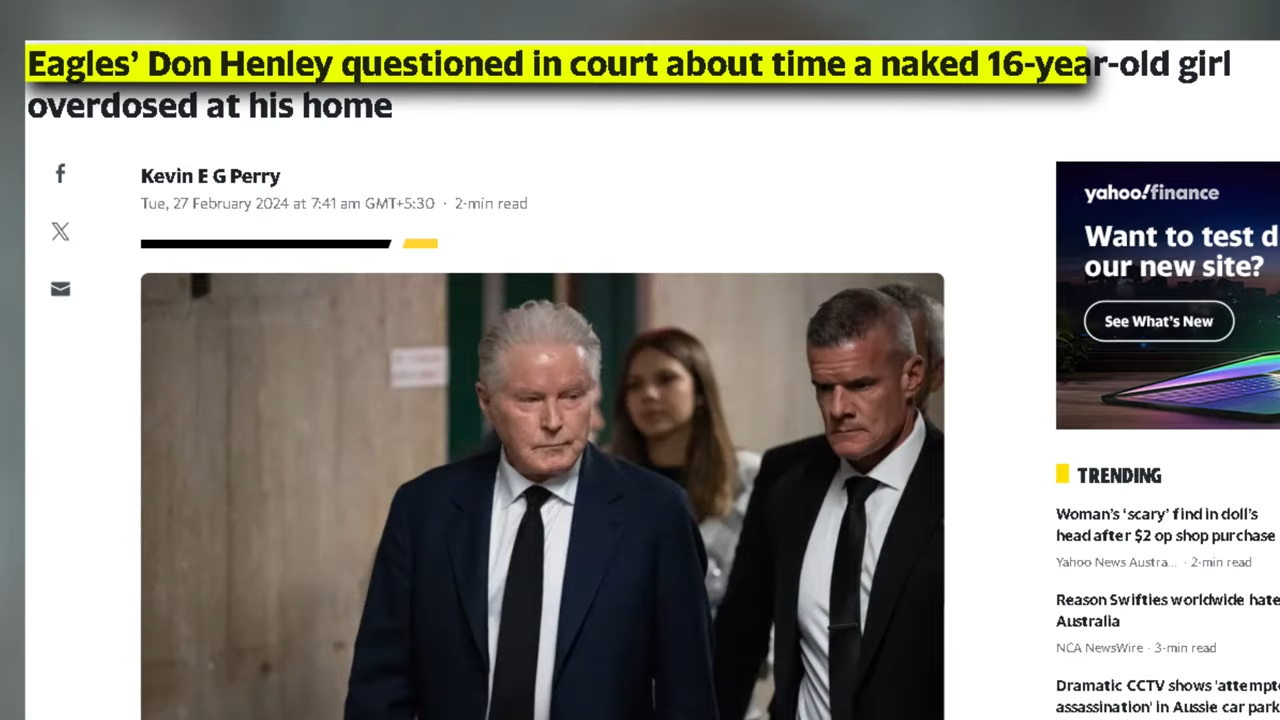 Eagles’ Don Henley questioned in court about time a naked 16-year-old girl
overdosed at his home
Kevin E G Perry
Tue, 27 February 2024 at 7:41 am GMT+5:30 · 2-min read
yahoo!finance
Want to test d
our new site?
See What’s New
TRENDING
Woman’s ‘scary’ find in doll’s
head after $2 op shop purchase
Yahoo News Austra... · 2-min read
Reason Swifties worldwide hate
Australia
NCA NewsWire · 3-min read
Dramatic CCTV shows 'attempte
assassination' in Aussie car park